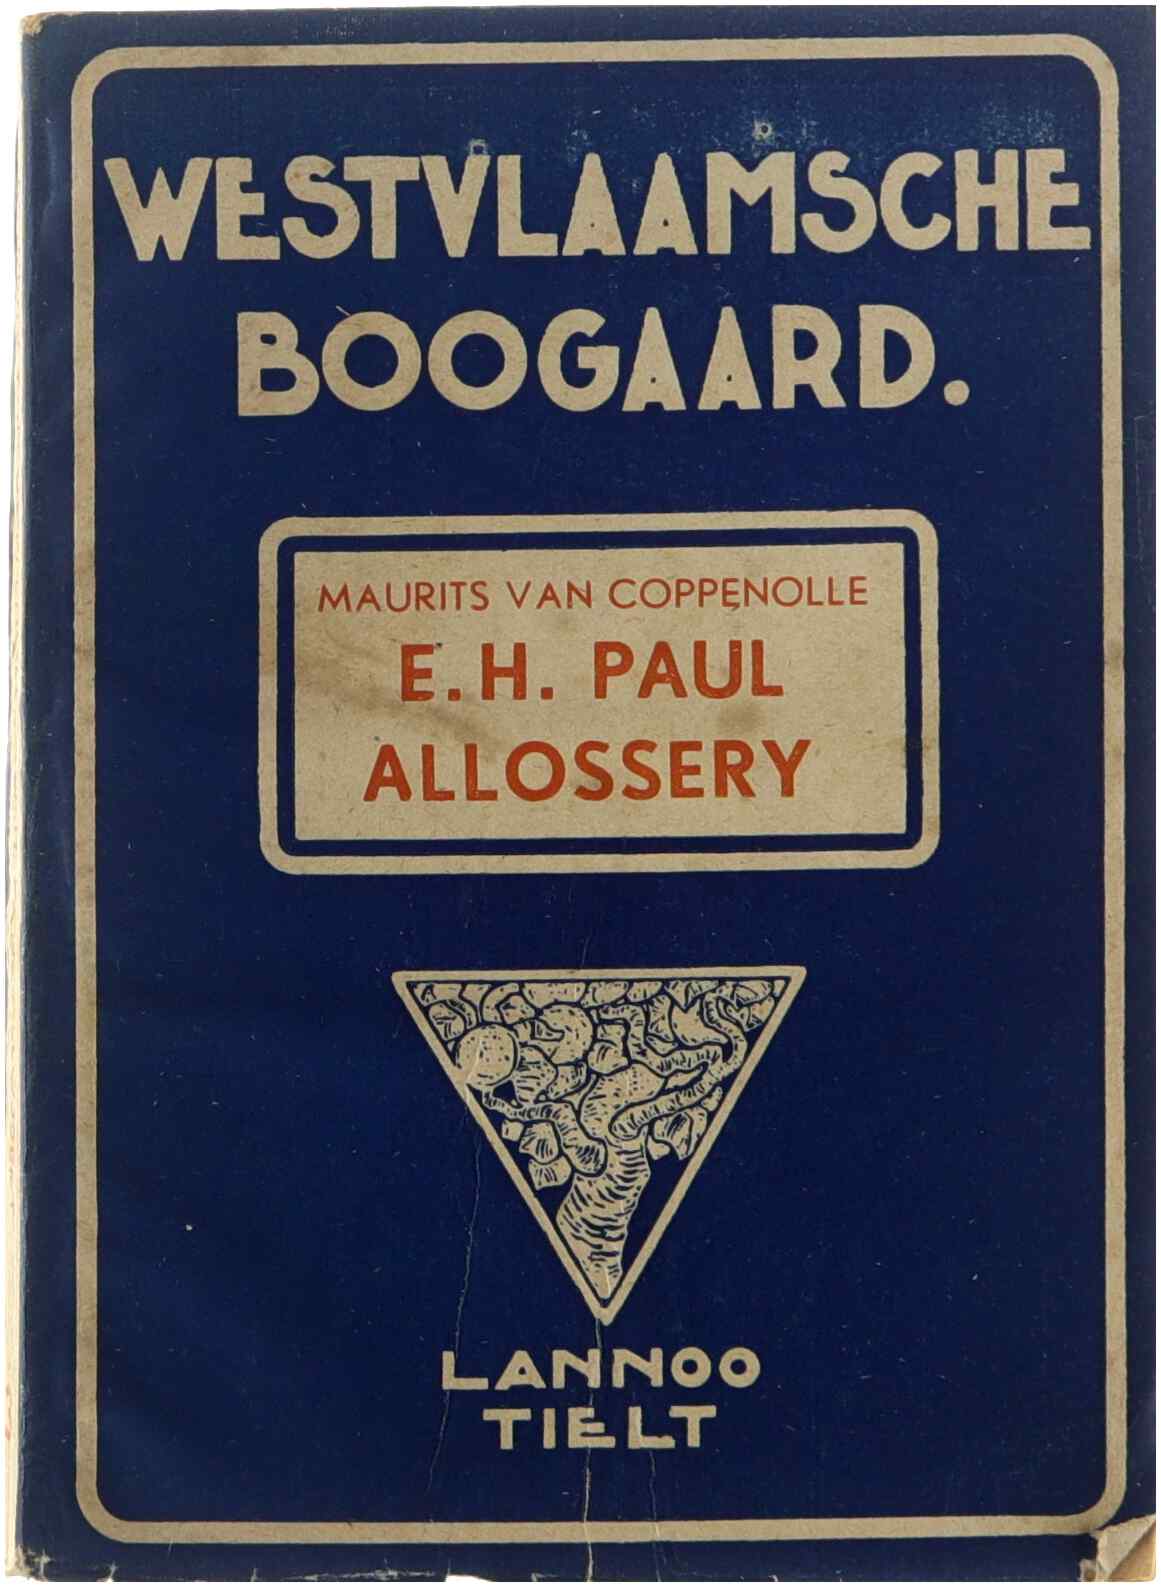 WESTVLAAMSCHE
BOOGAARD.
MAURITS VAN COPPENOLLE
E.H. PAUL
ALLOSSERY
LANNOO
TIELT